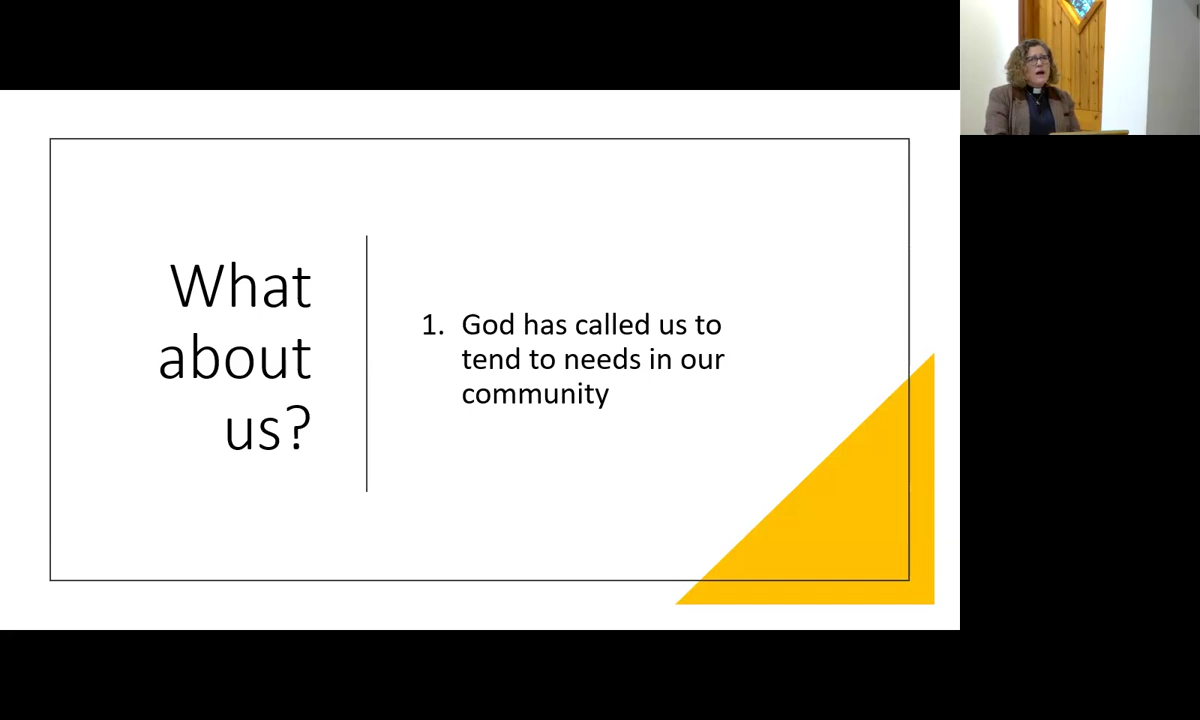 What
about
us?
1. God has called us to
tend to needs in our
community